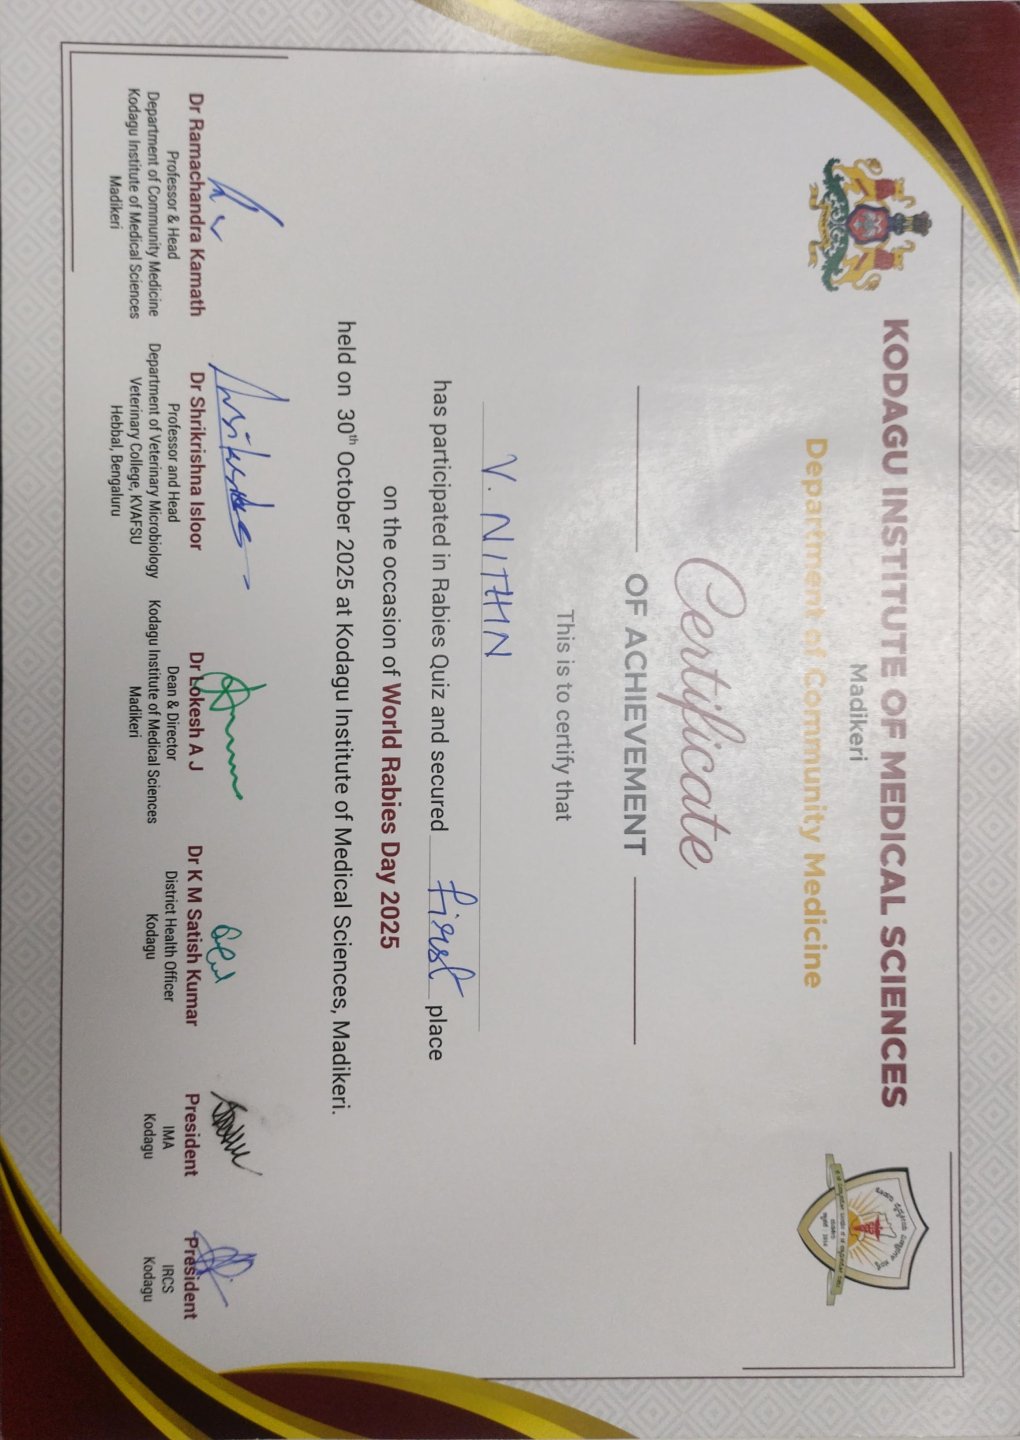 KODAGU INSTITUTE OF MEDICAL SCIENCES
Madikeri
Department of Community Medicine
Certificate
OF ACHIEVEMENT
This is to certify that
V. NITHIN
has participated in Rabies Quiz and secured first place
on the occasion of World Rabies Day 2025
held on 30th October 2025 at Kodagu Institute of Medical Sciences, Madikeri.
Dr Ramachandra Kamath
Professor & Head
Department of Community Medicine
Kodagu Institute of Medical Sciences
Madikeri
Dr Shrikrishna Isloor
Professor and Head
Department of Veterinary Microbiology
Veterinary College, KVAFSU
Hebbal, Bengaluru
Dr Lokesh A J
Dean & Director
Kodagu Institute of Medical Sciences
Madikeri
Dr K M Satish Kumar
District Health Officer
Kodagu
President
IMA
Kodagu
President
IRCS
Kodagu